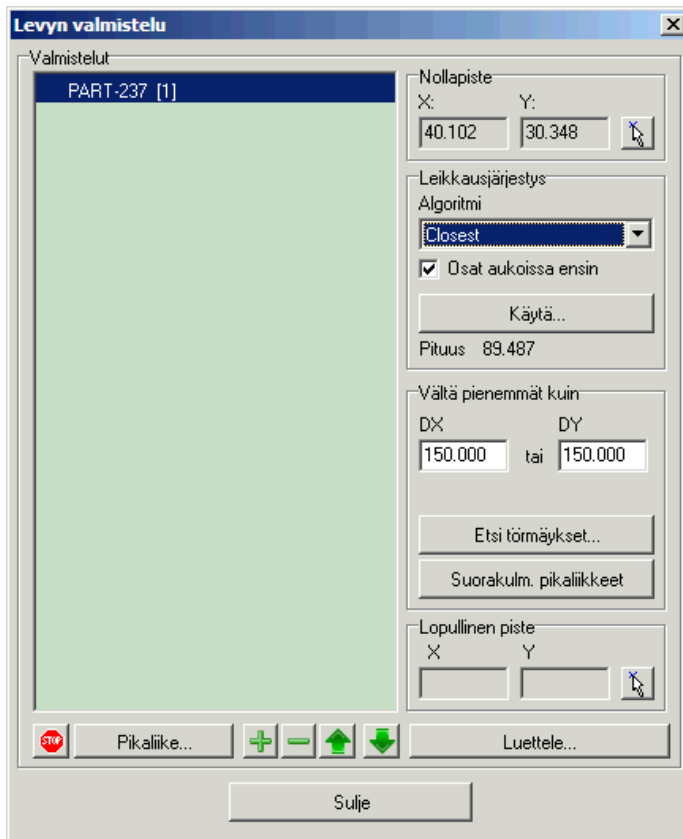 Levyn valmistelu
Valmistelut
PART-237 [1]
Nollapiste
X: Y:
40.102 30.348
Leikkausjärjestys
Algoritmi
Closest
Osat aukoissa ensin
Käytä...
Pituus 89.487
Vältä pienemmät kuin
DX DY
150.000 tai 150.000
Etsi törmäykset...
Suorakulm. pikaliikkeet
Lopullinen piste
X Y
STOP Pikaliike... Luettele...
Sulje